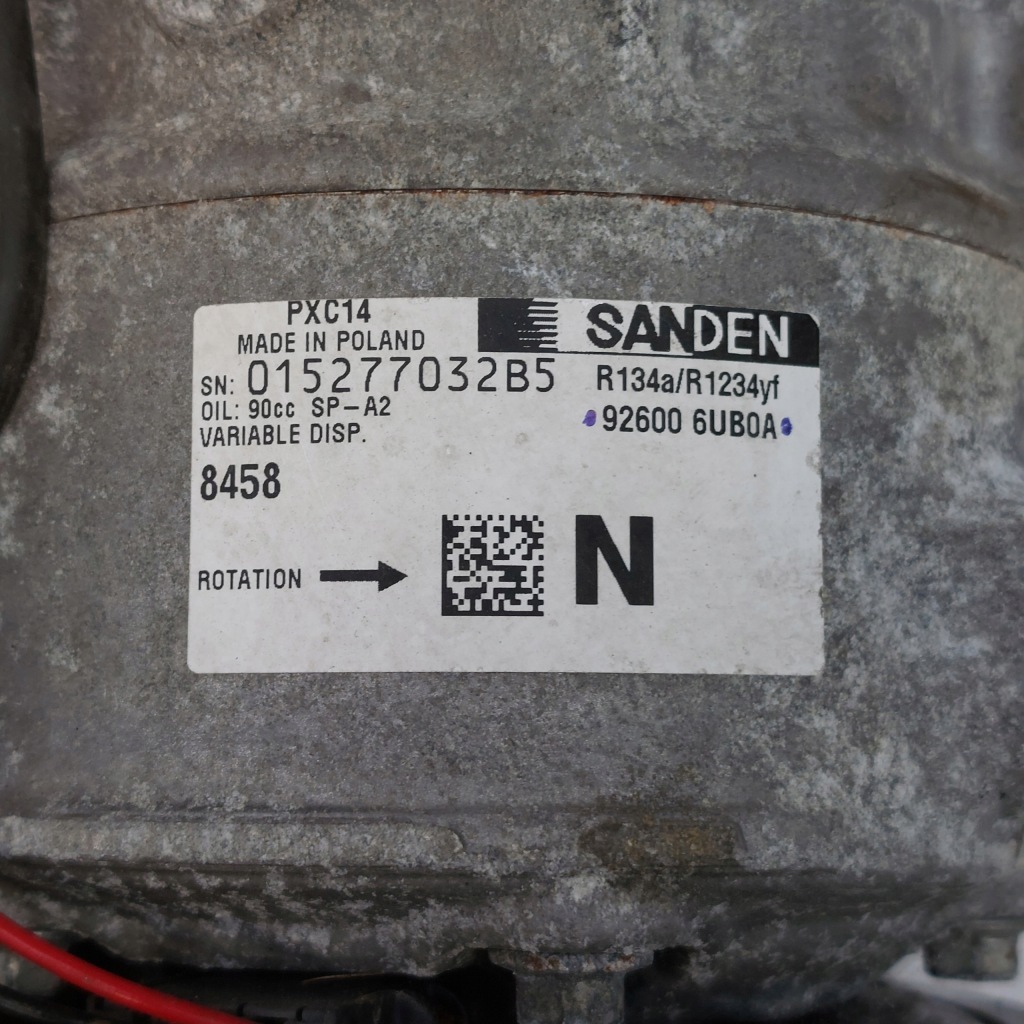 PXC14
SANDEN
MADE IN POLAND
SN: 015277032B5
R134a/R1234yf
OIL: 90cc SP-A2
92600 6UB0A
VARIABLE DISP.
8458
ROTATION
N